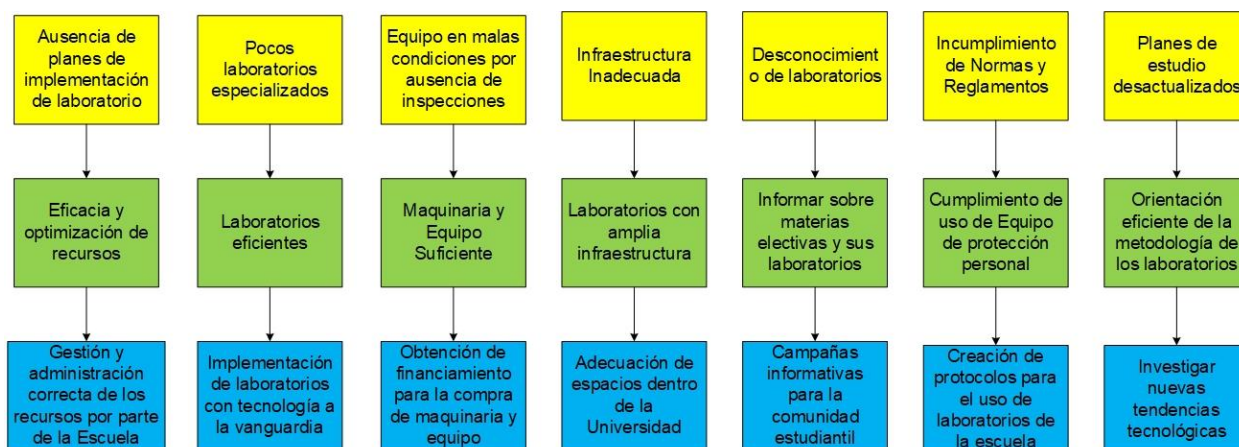 Ausencia de
planes de
implementación
de laboratorio
Pocos
laboratorios
especializados
Equipo en malas
condiciones por
ausencia de
inspecciones
Infraestructura
Inadecuada
Desconocimient
o de laboratorios
Incumplimiento
de Normas y
Reglamentos
Planes de
estudio
desactualizados
Eficacia y
optimización de
recursos
Laboratorios
eficientes
Maquinaria y
Equipo
Suficiente
Laboratorios con
amplia
infraestructura
Informar sobre
materias
electivas y sus
laboratorios
Cumplimiento de
uso de Equipo
de protección
personal
Orientación
eficiente de la
metodología de
los laboratorios
Gestión y
administración
correcta de los
recursos por parte
de la Escuela
Implementación
de laboratorios
con tecnología a
la vanguardia
Obtención de
financiamiento
para la compra
de maquinaria y
equipo
Adecuación de
espacios dentro
de la
Universidad
Campañas
informativas
para la
comunidad
estudiantil
Creación de
protocolos para
el uso de
laboratorios de
la escuela
Investigar
nuevas
tendencias
tecnológicas